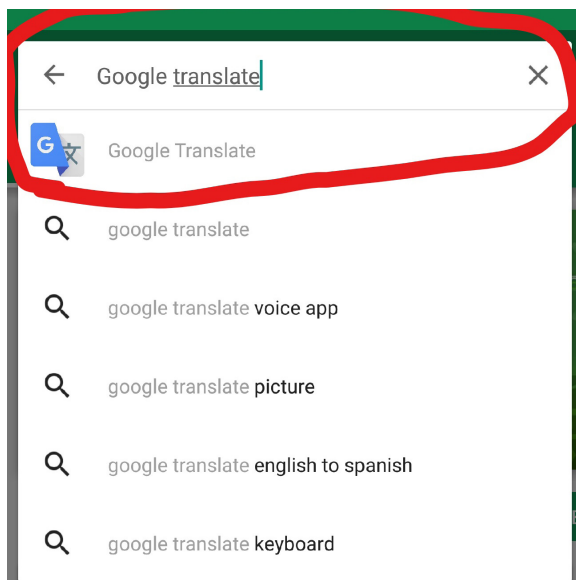 Google translate
Google Translate
google translate
google translate voice app
google translate picture
google translate english to spanish
google translate keyboard